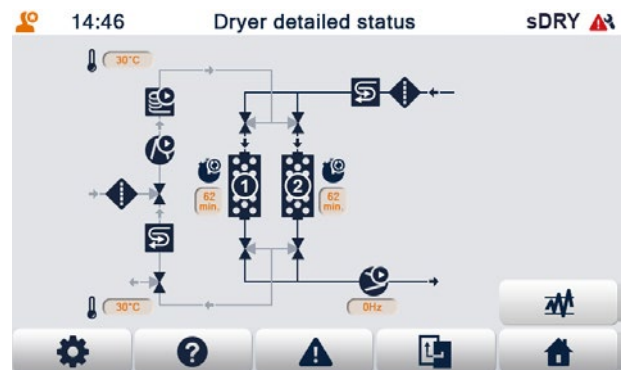 14:46 Dryer detailed status sDRY
30°C
1 2
62 min. 62 min.
30°C 0Hz